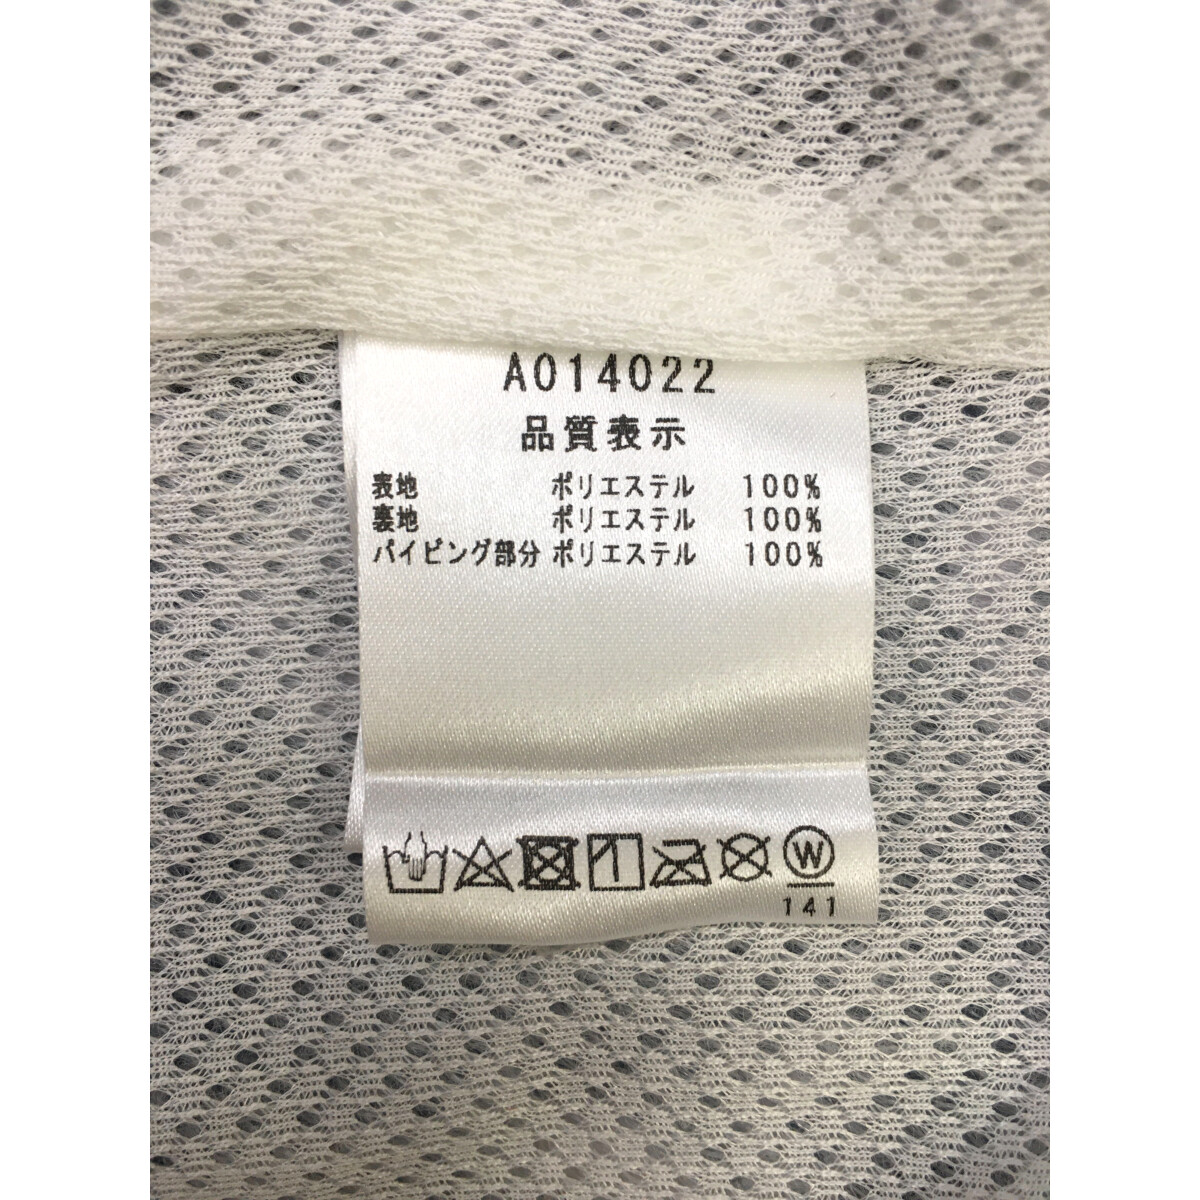 A014022
品質表示
表地 ポリエステル 100%
裏地 ポリエステル 100%
パイピング部分 ポリエステル 100%
W
141